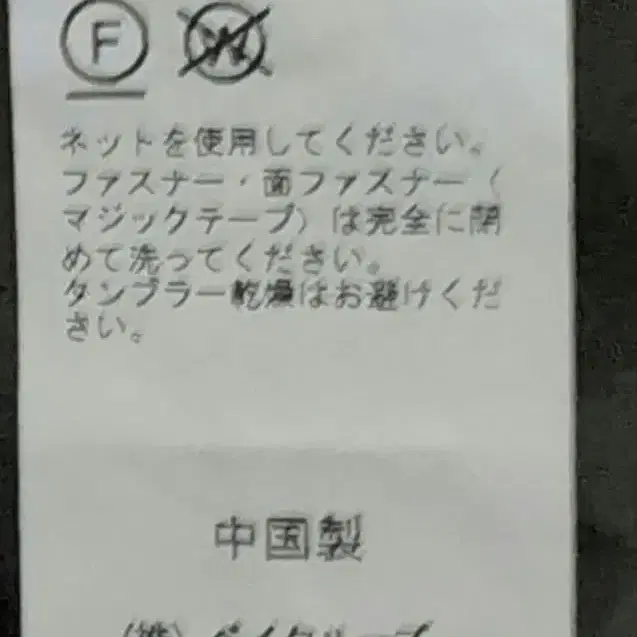 F W
ネットを使用してください。
ファスナー・面ファスナー（
マジックテープ）は完全に閉
めて洗ってください。
タンブラー乾燥はお避けくだ
さい。
中国製
（株）